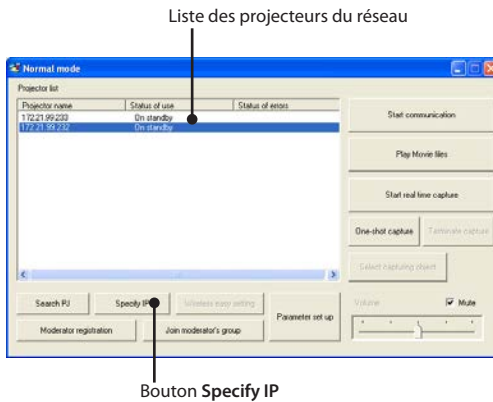 Liste des projecteurs du réseau
Normal mode
Projector list
Projector name Status of use Status of errors
172.21.99.233 On standby
172.21.99.232 On standby
Start communication
Play Movie files
Start real time capture
One-shot capture Terminate capture
Select capturing object
Search PJ Specify IP Wireless easy setting Parameter set up
Volume Mute
Moderator registration Join moderator's group
Bouton Specify IP